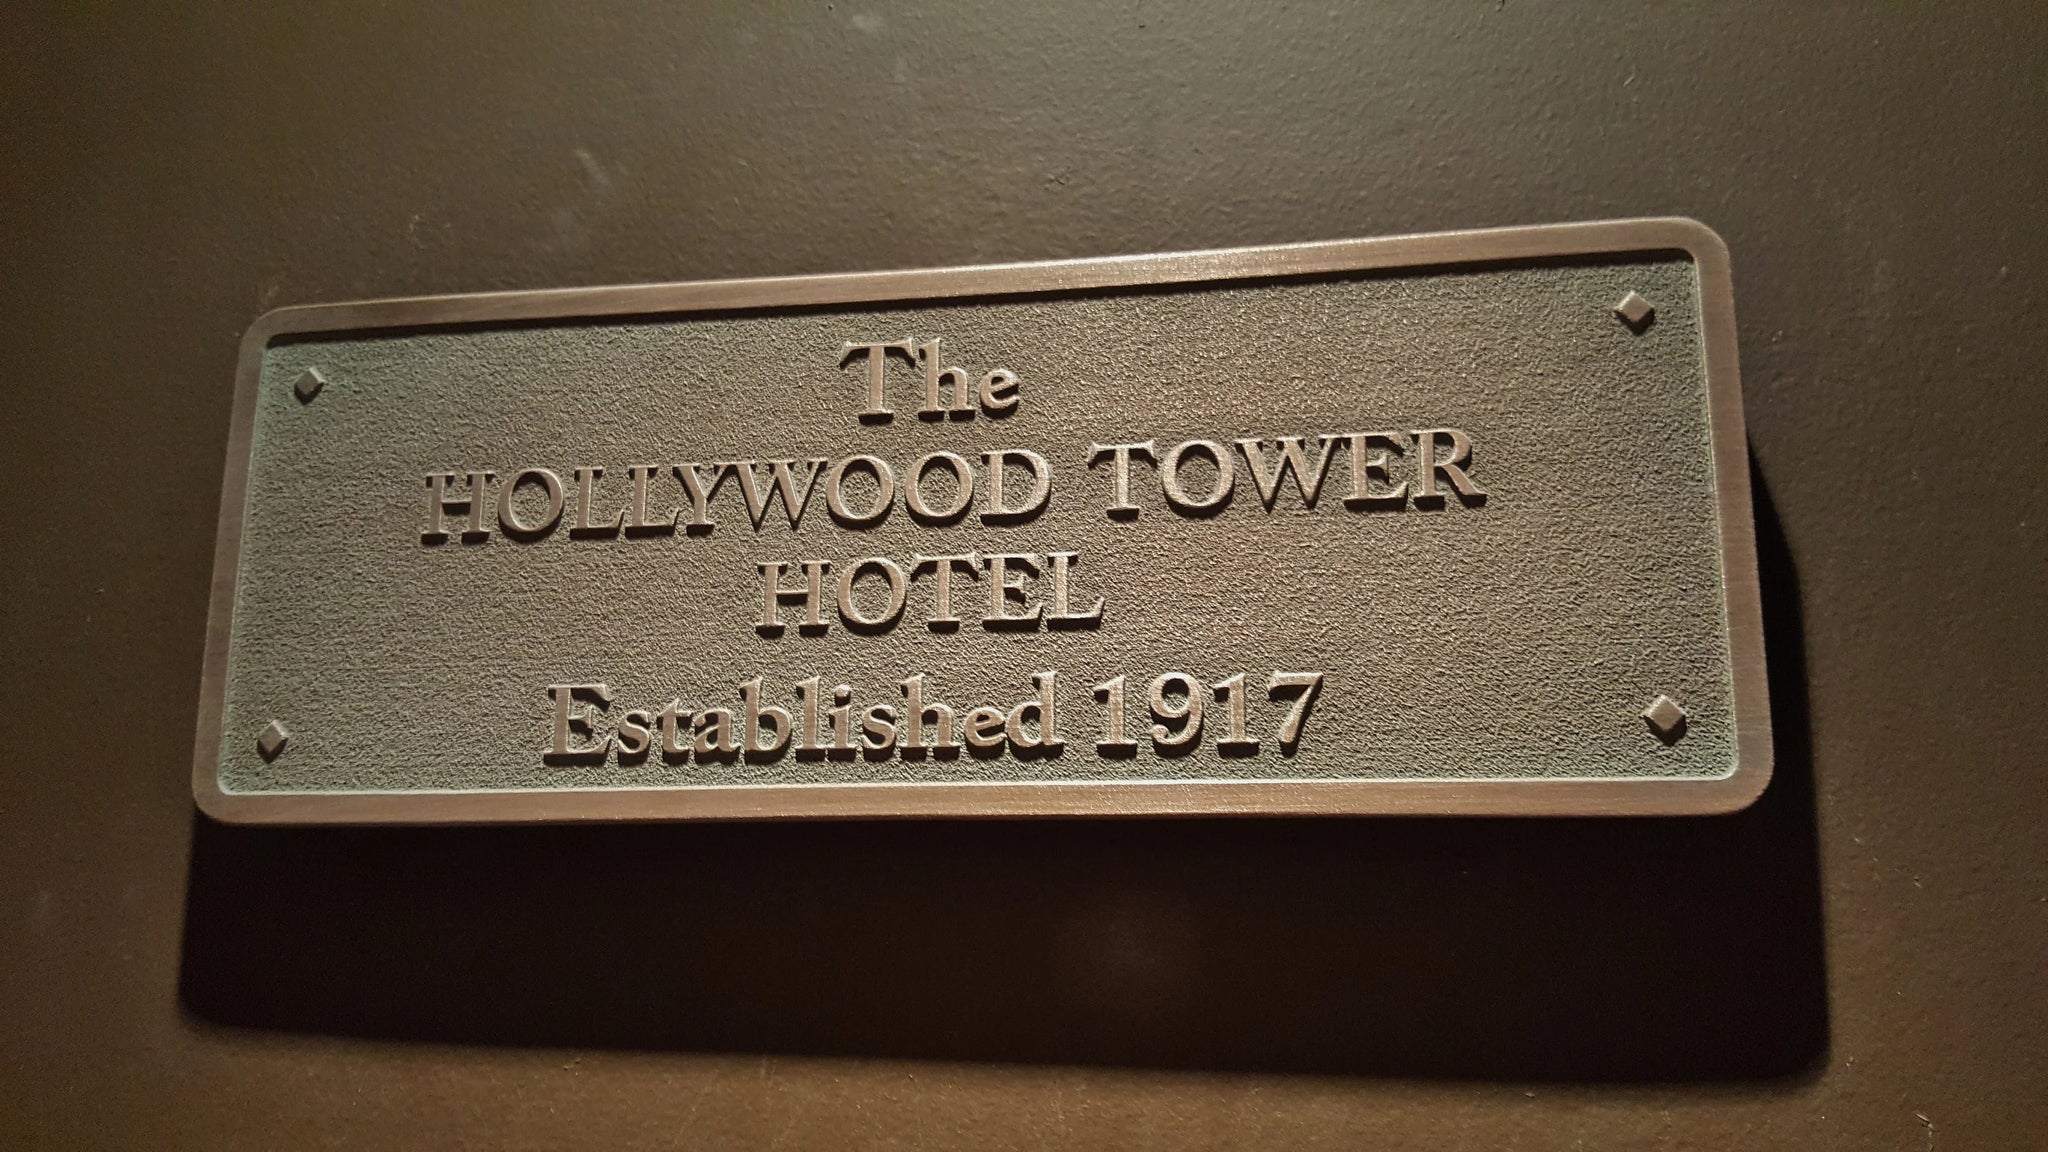 The
HOLLYWOOD TOWER
HOTEL
Established 1917